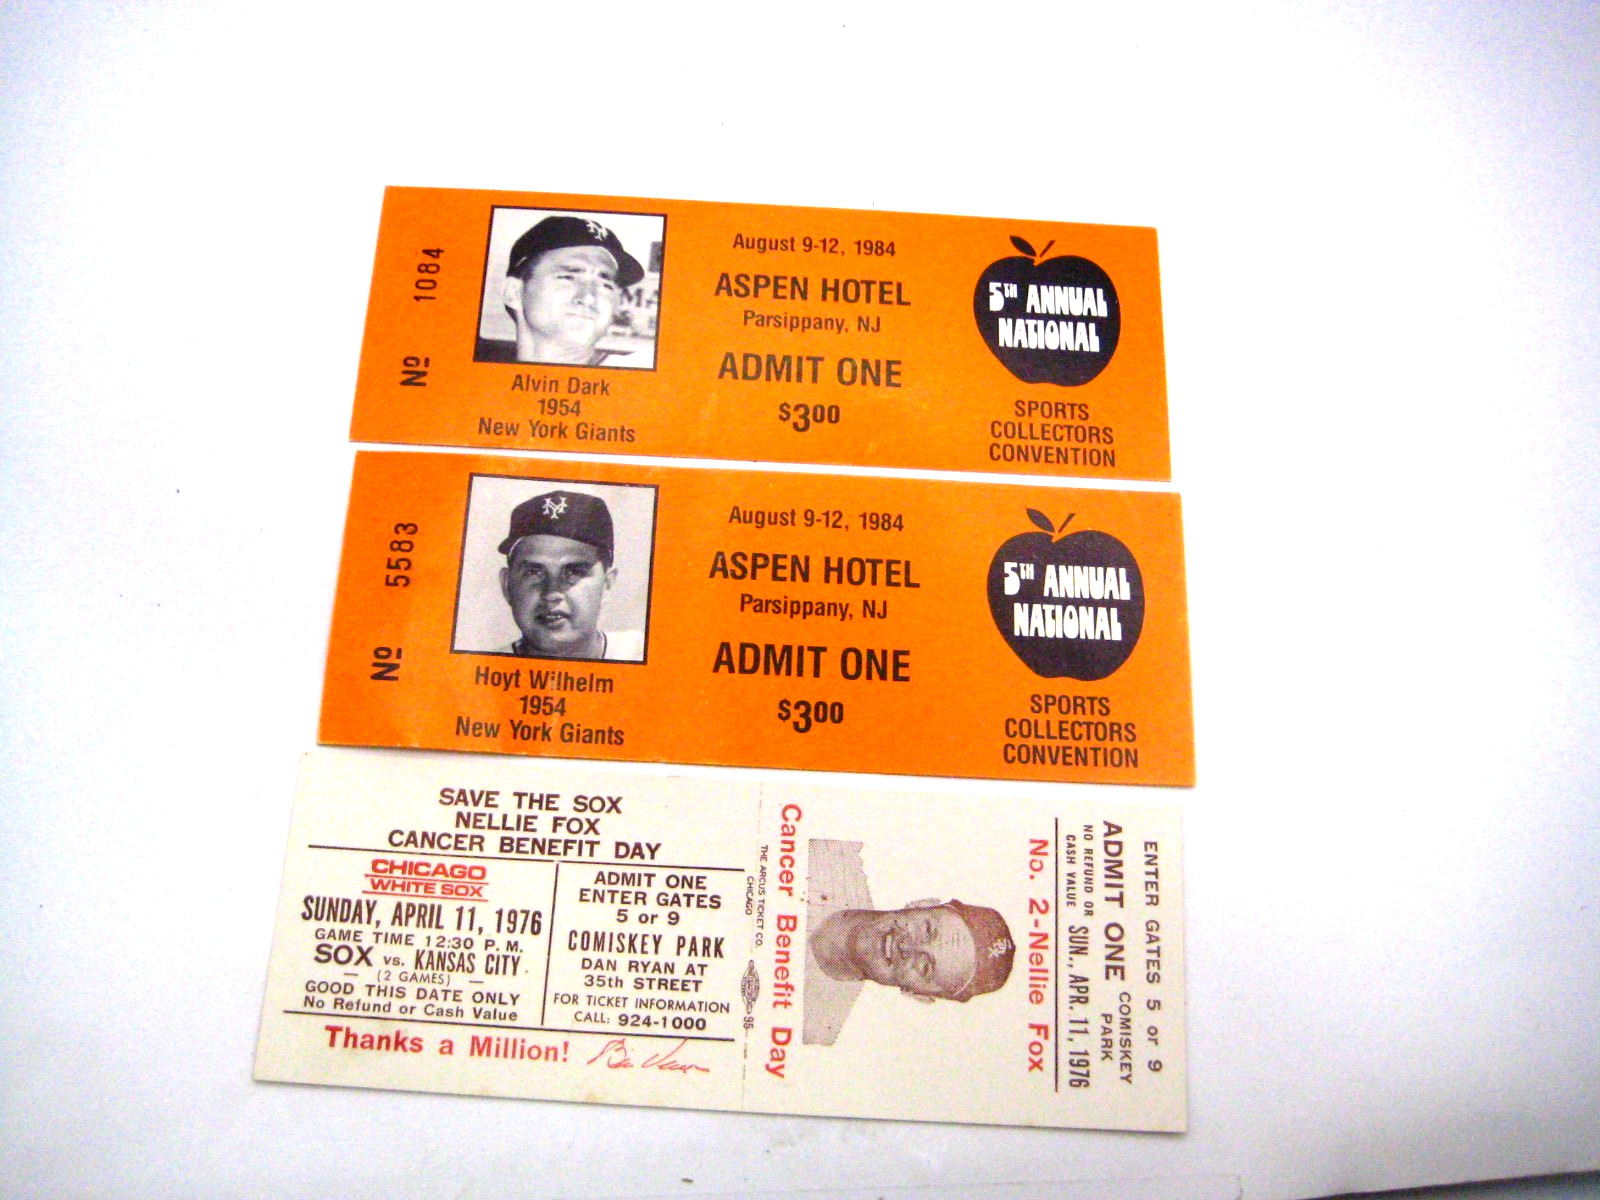 No 1084
Alvin Dark
1954
New York Giants
August 9-12, 1984
ASPEN HOTEL
Parsippany, NJ
ADMIT ONE
$3.00
5TH ANNUAL
NATIONAL
SPORTS
COLLECTORS
CONVENTION
No 5583
Hoyt Wilhelm
1954
New York Giants
August 9-12, 1984
ASPEN HOTEL
Parsippany, NJ
ADMIT ONE
$3.00
5TH ANNUAL
NATIONAL
SPORTS
COLLECTORS
CONVENTION
SAVE THE SOX
NELLIE FOX
CANCER BENEFIT DAY
CHICAGO
WHITE SOX
SUNDAY, APRIL 11, 1976
GAME TIME 12:30 P. M.
SOX vs. KANSAS CITY
— (2 GAMES) —
GOOD THIS DATE ONLY
No Refund or Cash Value
ADMIT ONE
ENTER GATES
5 or 9
COMISKEY PARK
DAN RYAN AT
35th STREET
FOR TICKET INFORMATION
CALL: 924-1000
Thanks a Million!
THE ARCUS TICKET CO.
CHICAGO
95
Cancer Benefit Day
No. 2-Nellie Fox
ENTER GATES 5 or 9
ADMIT ONE COMISKEY PARK
NO REFUND OR
CASH VALUE
SUN., APR. 11, 1976